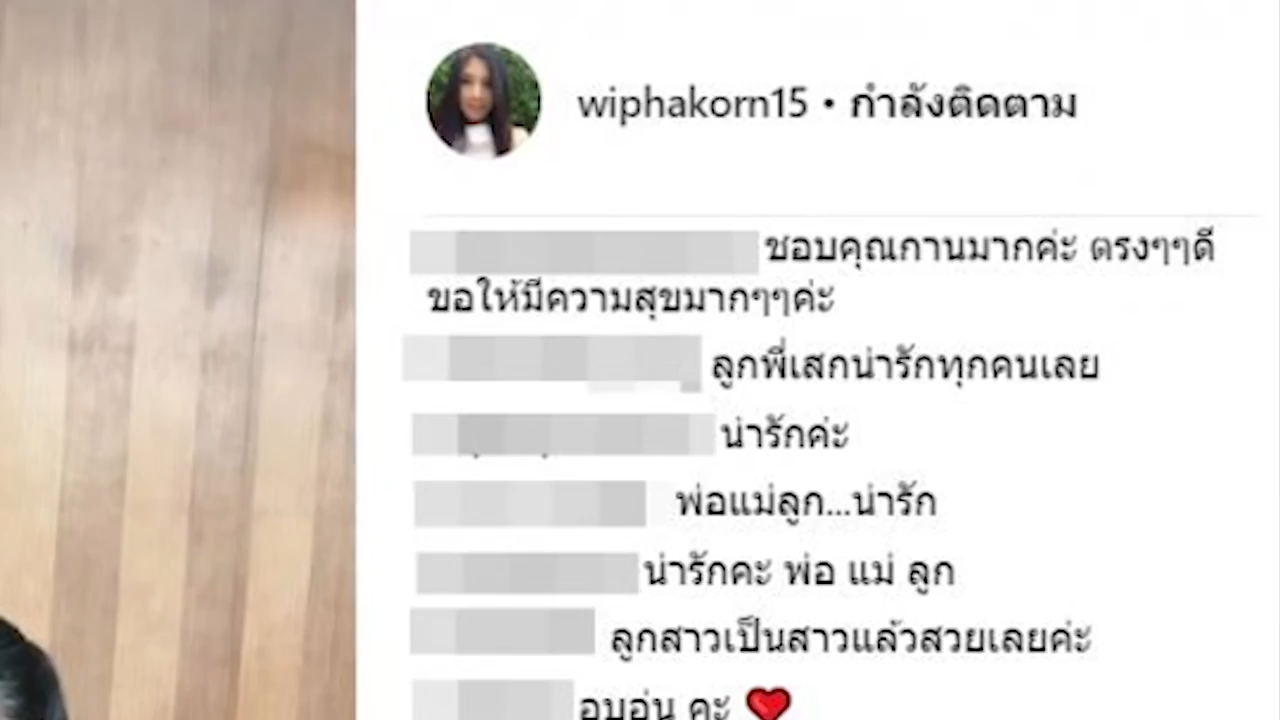 wiphakorn15 • กำลังติดตาม
ชอบคุณกานมากค่ะ ตรงๆๆดี
ขอให้มีความสุขมากๆๆค่ะ
ลูกพี่เสกน่ารักทุกคนเลย
น่ารักค่ะ
พ่อแม่ลูก...น่ารัก
น่ารักคะ พ่อ แม่ ลูก
ลูกสาวเป็นสาวแล้วสวยเลยค่ะ
อบอุ่น คะ ❤